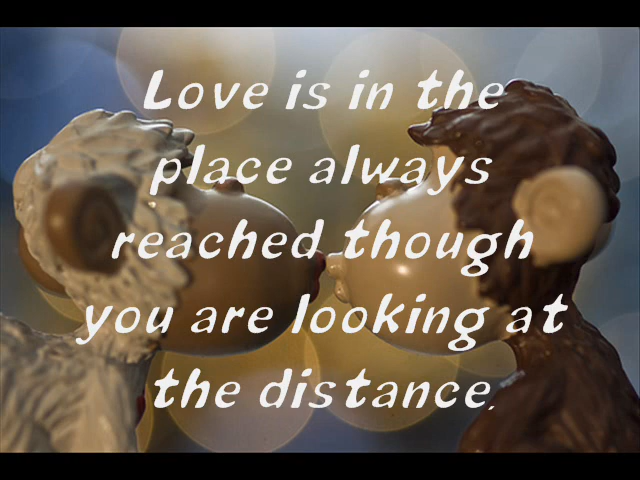 Love is in the
place always
reached though
you are looking at
the distance.